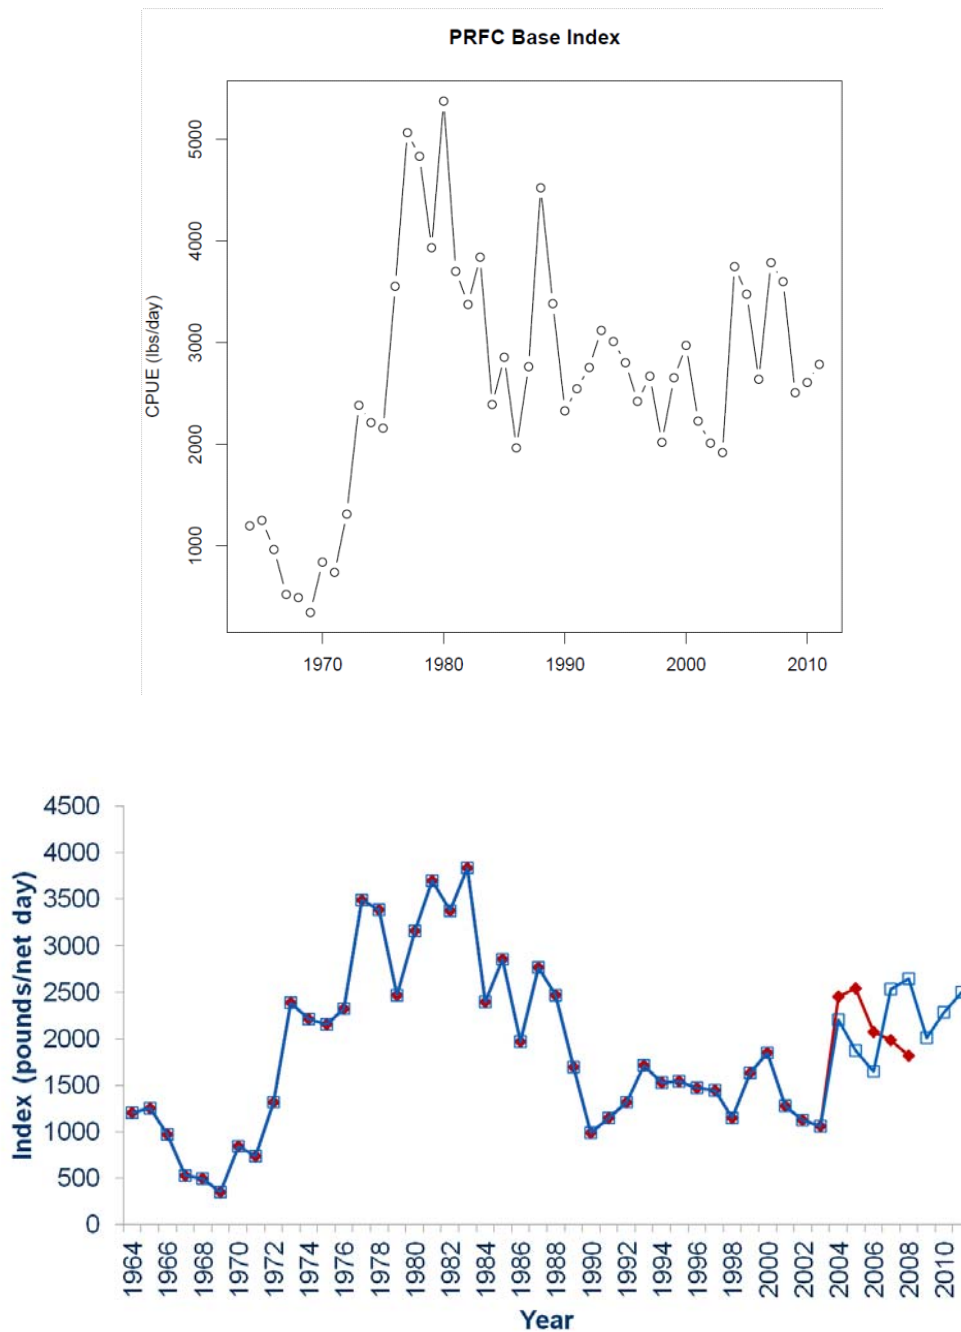 PRFC Base Index
CPUE (lbs/day)
5000
4000
3000
2000
1000
1970 1980 1990 2000 2010
Index (pounds/net day)
4500
4000
3500
3000
2500
2000
1500
1000
500
0
1964 1966 1968 1970 1972 1974 1976 1978 1980 1982 1984 1986 1988 1990 1992 1994 1996 1998 2000 2002 2004 2006 2008 2010
Year